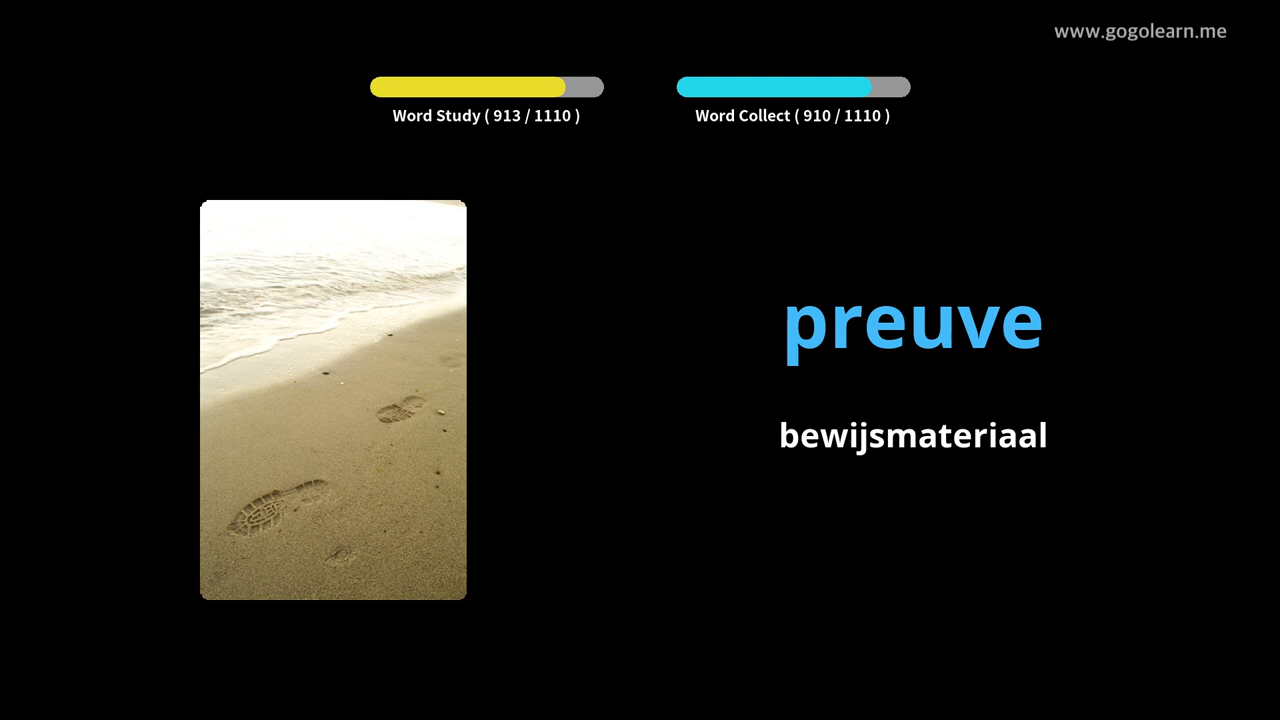 www.gogolearn.me
Word Study ( 913 / 1110 )
Word Collect ( 910 / 1110 )
preuve
bewijsmateriaal